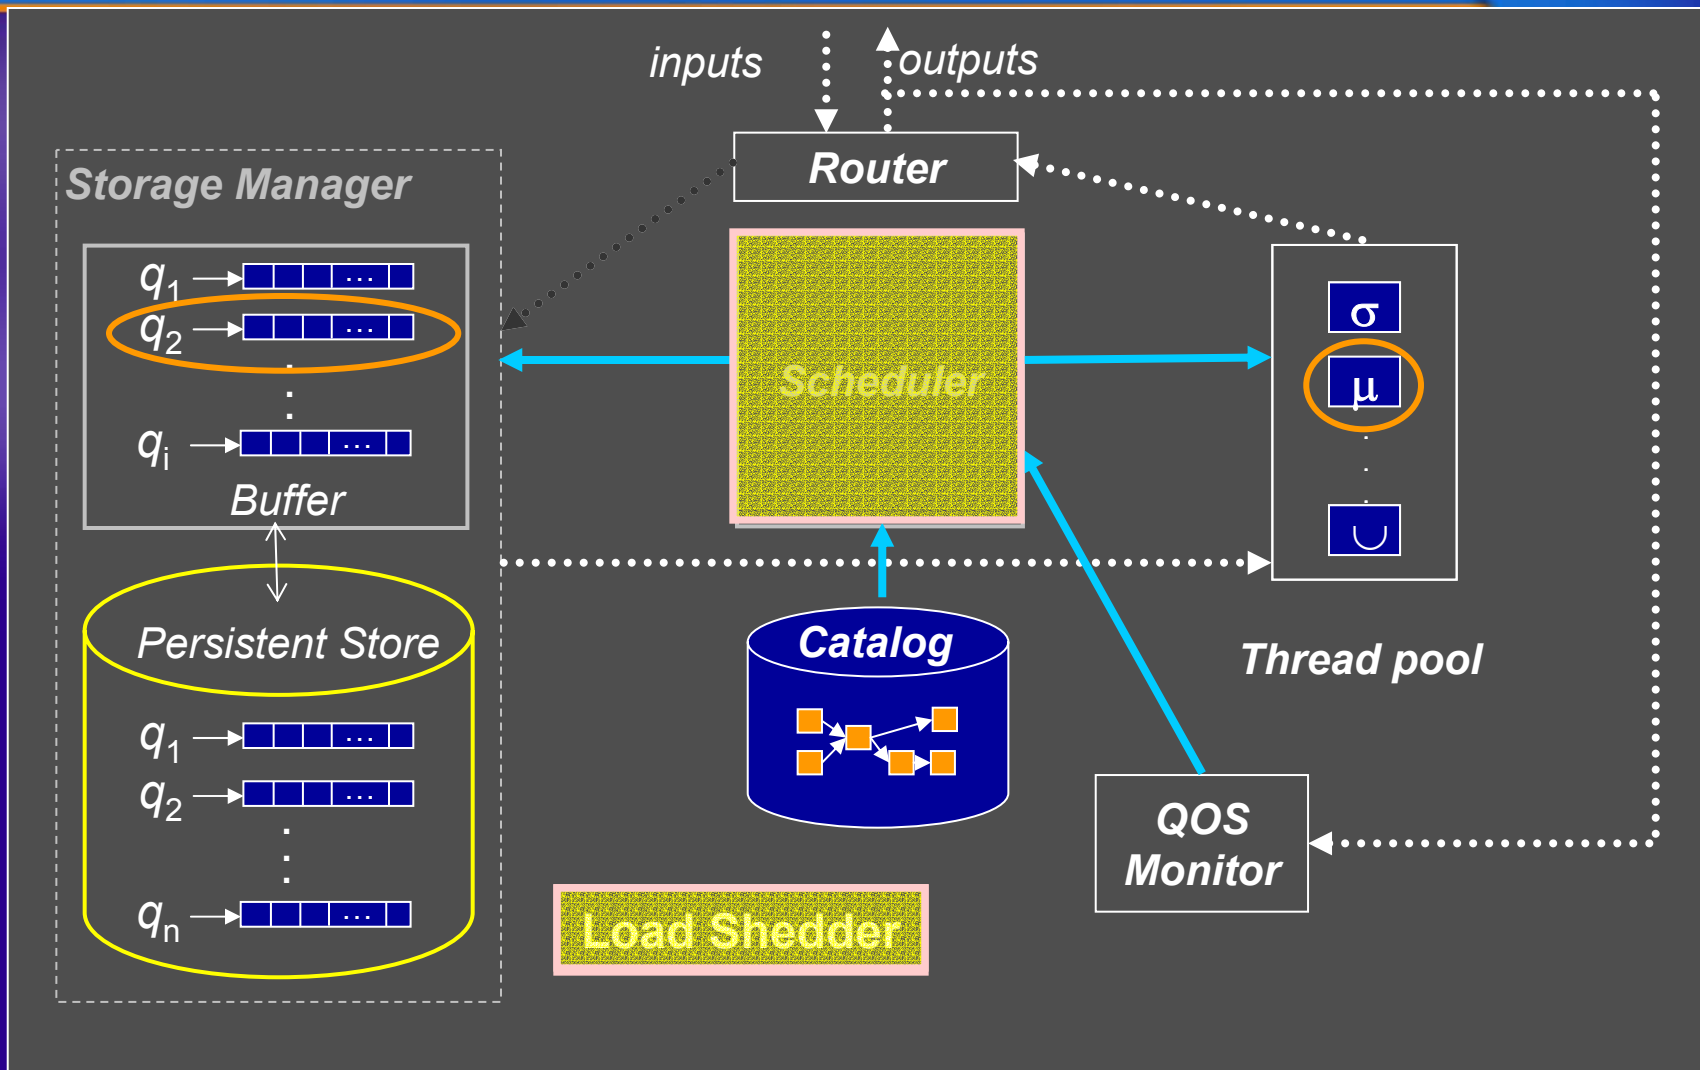 inputs
outputs
Router
Storage Manager
q1
...
q2
...
.
.
.
qi
...
Buffer
Scheduler
σ
μ
.
.
.
∪
Persistent Store
q1
...
q2
...
.
.
.
qn
...
Catalog
Thread pool
QOS
Monitor
Load Shedder